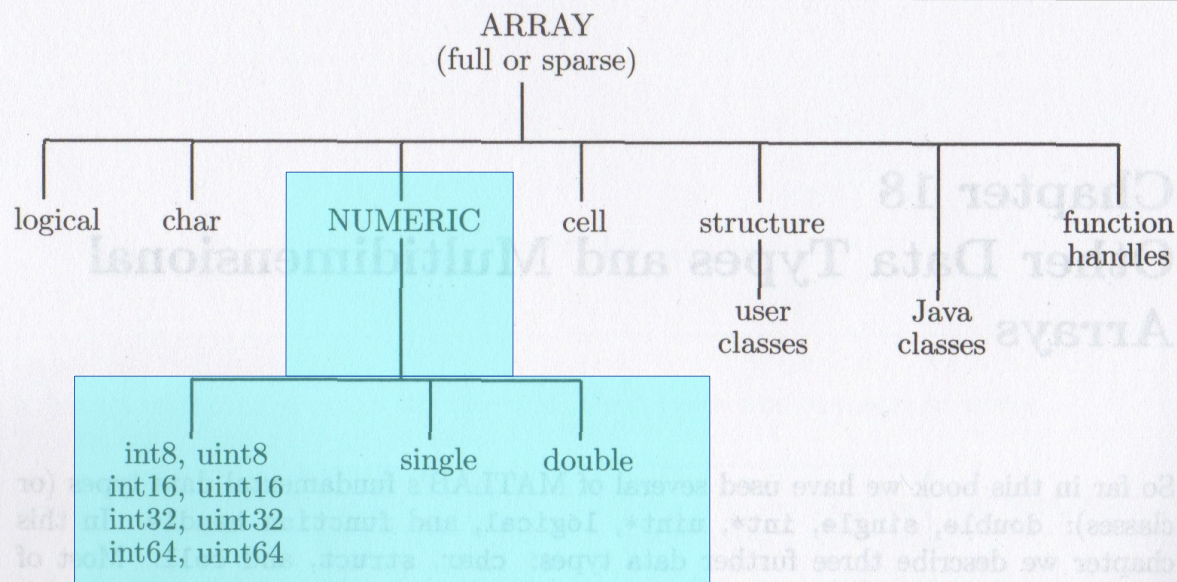 ARRAY
(full or sparse)
logical char NUMERIC cell structure function
handles
user Java
classes classes
int8, uint8 single double
int16, uint16
int32, uint32
int64, uint64
Chapter 18
Other Data Types and Multidimensional
Arrays
So far in this book we have used several of MATLAB's fundamental data types (or
classes): double, single, int*, uint*, logical, and function In this
chapter we describe three further data types: char, struct, and cell. Most of